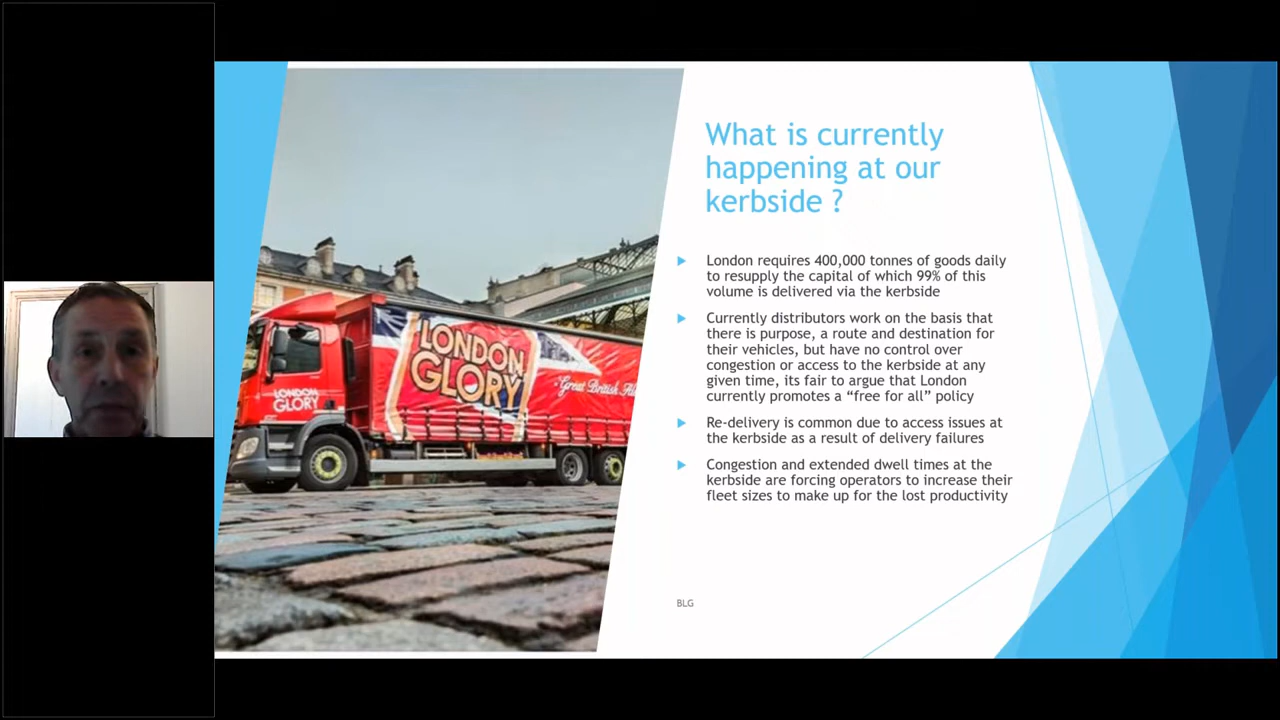 What is currently
happening at our
kerbside ?
London requires 400,000 tonnes of goods daily
to resupply the capital of which 99% of this
volume is delivered via the kerbside
Currently distributors work on the basis that
there is purpose, a route and destination for
their vehicles, but have no control over
congestion or access to the kerbside at any
given time, its fair to argue that London
currently promotes a “free for all” policy
Re-delivery is common due to access issues at
the kerbside as a result of delivery failures
Congestion and extended dwell times at the
kerbside are forcing operators to increase their
fleet sizes to make up for the lost productivity
BLG
LONDON
GLORY
Great British
LONDON
GLORY